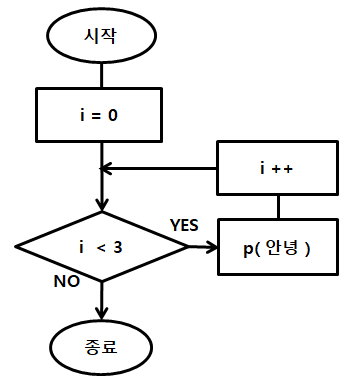 시작
i = 0
i ++
YES
i < 3
p( 안녕 )
NO
종료